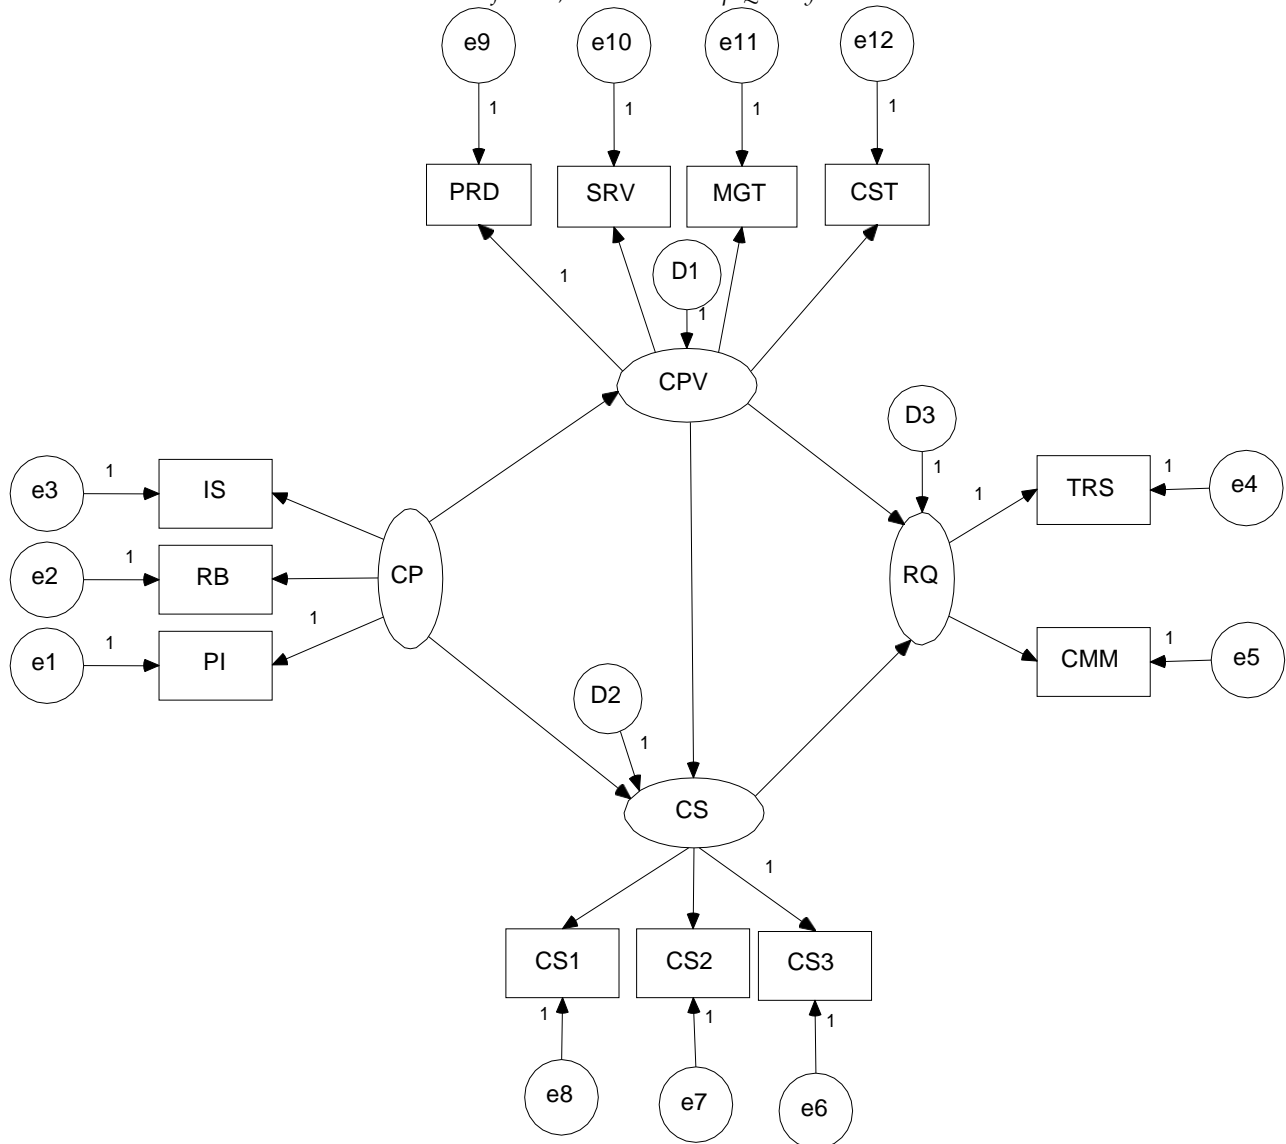 e9 e10 e11 e12
1 1 1 1
PRD SRV MGT CST
D1
1
1
CPV
D3
1
e3 1 IS
TRS 1 e4
1
e2 1 RB
CP
RQ
1
e1 1 PI
CMM 1 e5
D2
1
CS
1
CS1 CS2 CS3
1 1 1
e8 e7 e6